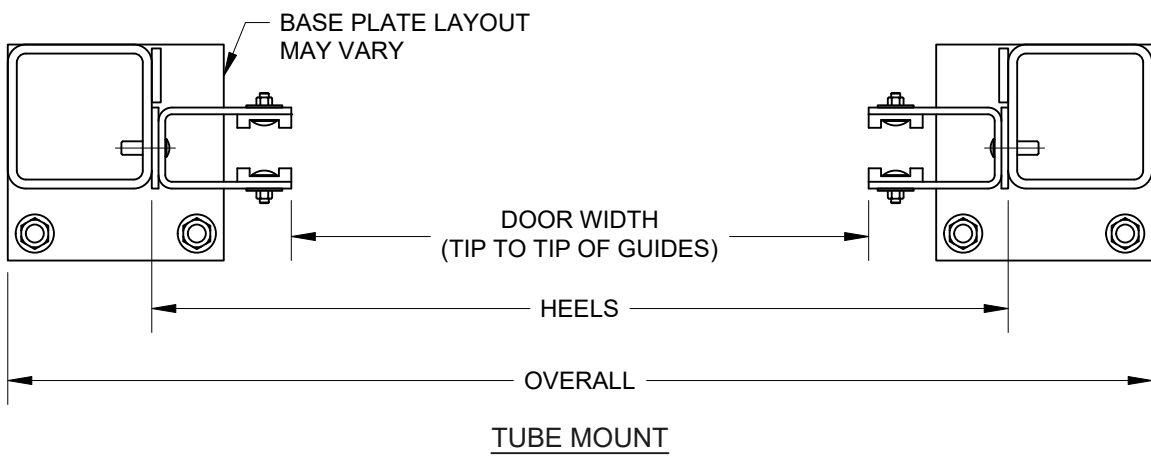 BASE PLATE LAYOUT
MAY VARY
DOOR WIDTH
(TIP TO TIP OF GUIDES)
HEELS
OVERALL
TUBE MOUNT